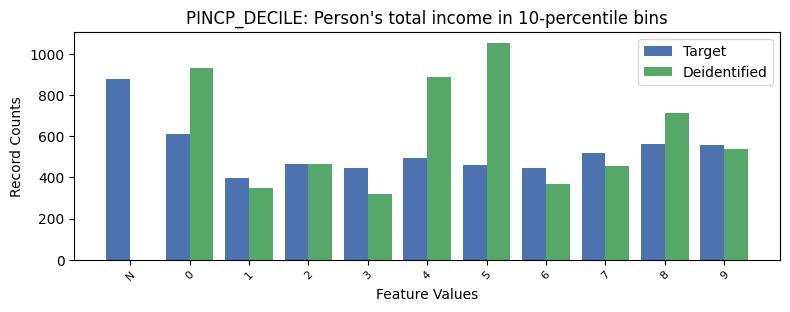 PINCP_DECILE: Person's total income in 10-percentile bins
Target
Deidentified
Record Counts
1000
800
600
400
200
0
N 0 1 2 3 4 5 6 7 8 9
Feature Values